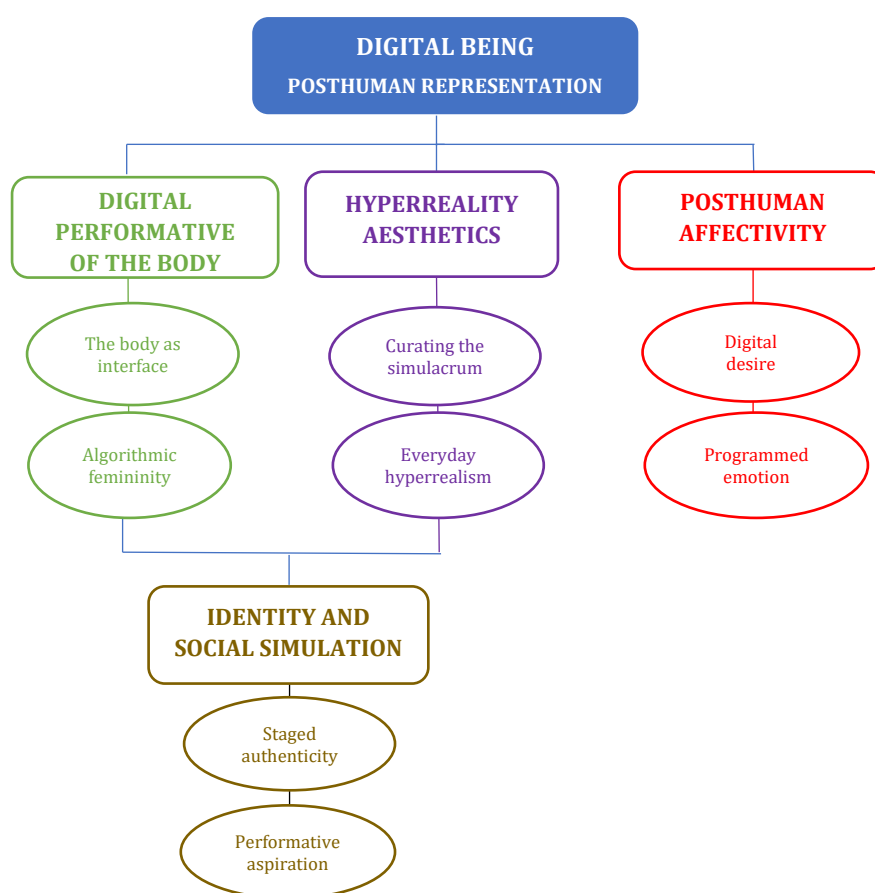 DIGITAL BEING
POSTHUMAN REPRESENTATION
DIGITAL
PERFORMATIVE
OF THE BODY
HYPERREALITY
AESTHETICS
POSTHUMAN
AFFECTIVITY
The body as
interface
Curating the
simulacrum
Digital
desire
Algorithmic
femininity
Everyday
hyperrealism
Programmed
emotion
IDENTITY AND
SOCIAL SIMULATION
Staged
authenticity
Performative
aspiration